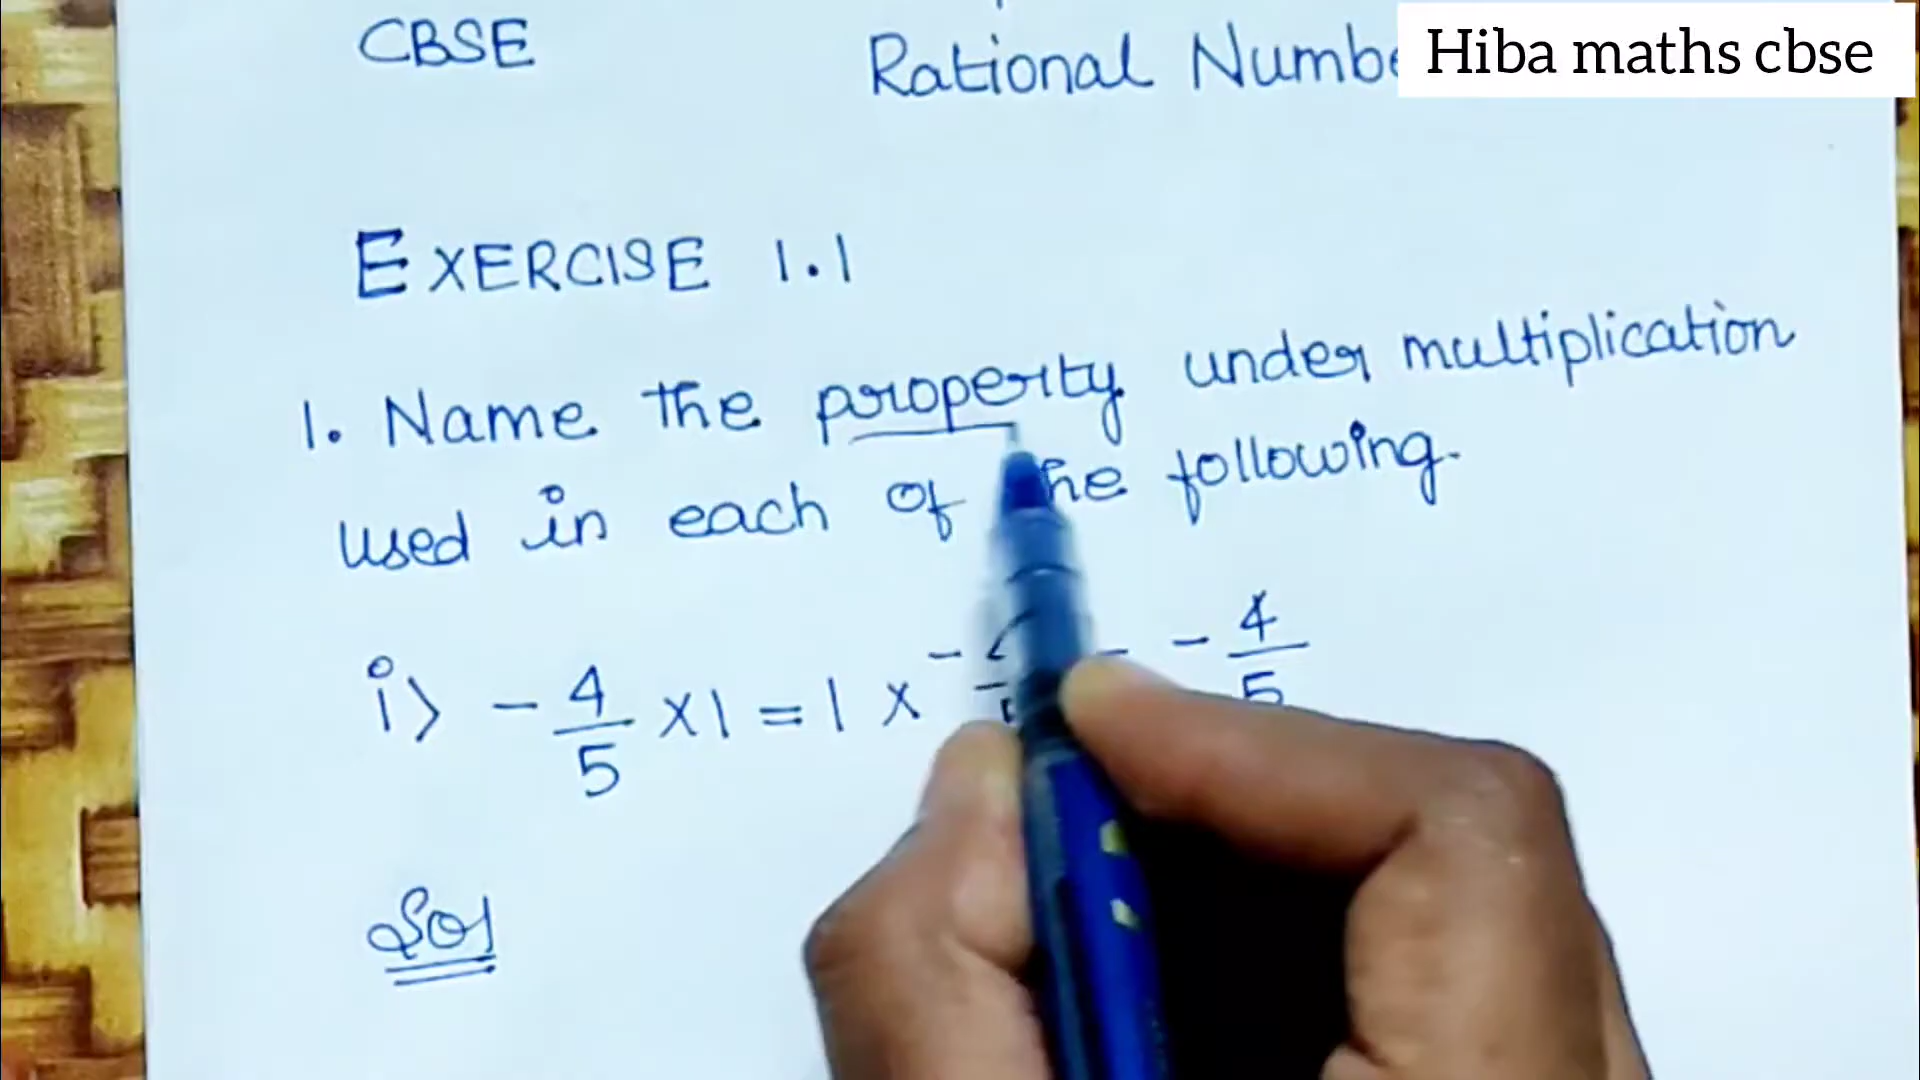 CBSE
Rational Numbe
Hiba maths cbse
EXERCISE 1.1
1. Name the property under multiplication
used in each of the following.
i) - 4/5 x 1 = 1 x - - 4/5
Sol